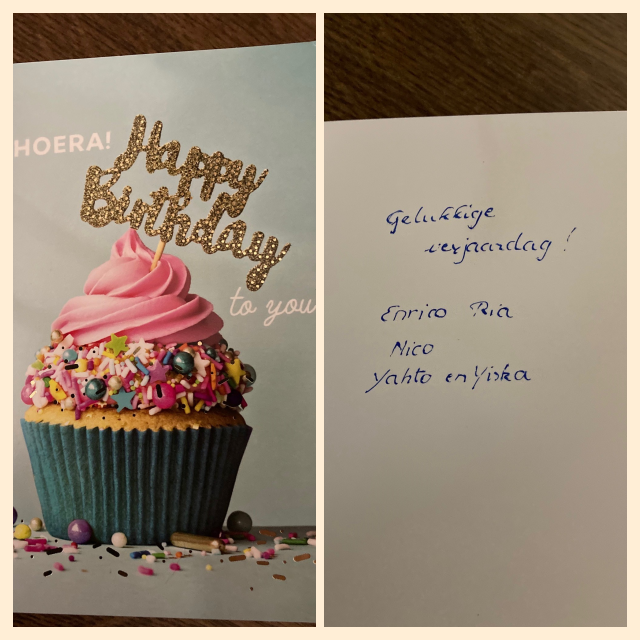 HOERA!
Happy
Birthday
to you
Gelukkige
verjaardag!
Enrico Ria
Nico
Yahto en Yiska